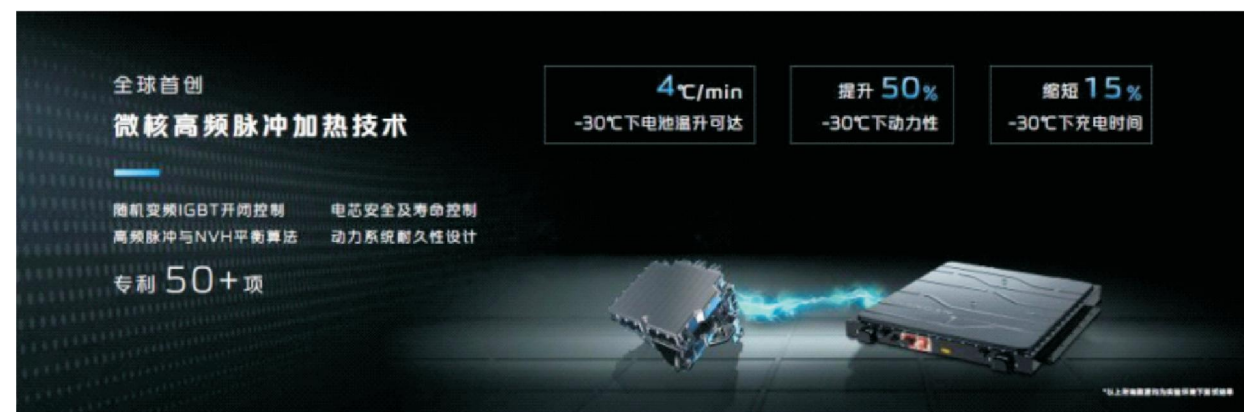 全球首创
微核高频脉冲加热技术
随机变频IGBT开闭控制 电芯安全及寿命控制
高频脉冲与NVH平衡算法 动力系统耐久性设计
专利 50+项
4℃/min
-30℃下电池温升可达
提升 50%
-30℃下动力性
缩短 15%
-30℃下充电时间